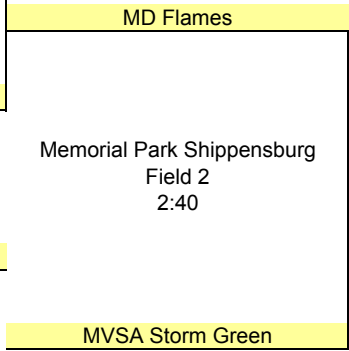 MD Flames
Memorial Park Shippensburg
Field 2
2:40
MVSA Storm Green